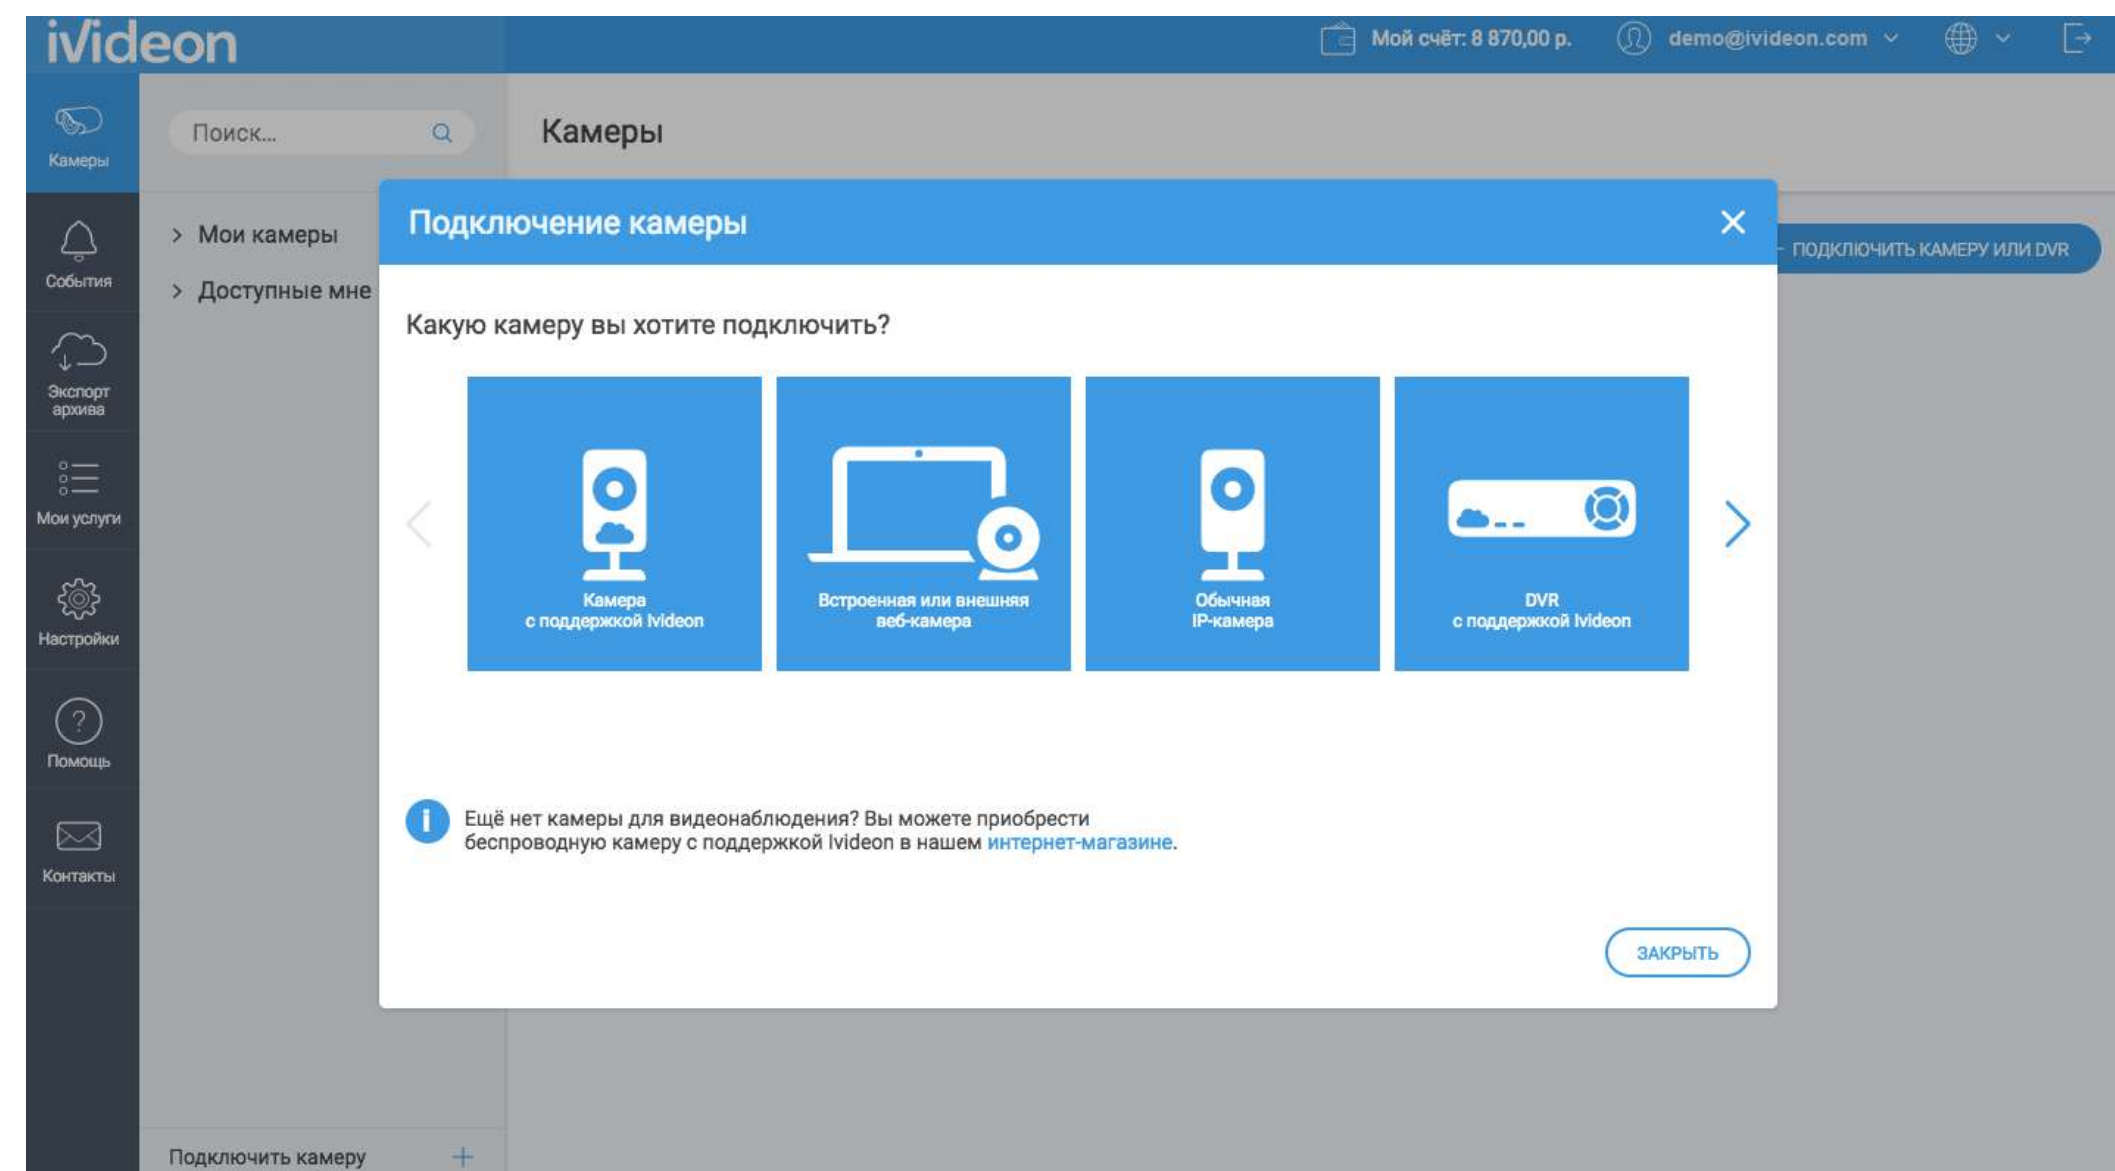 iVideon
Мой счёт: 8 870,00 р.
demo@ivideon.com
Камеры
Поиск...
Камеры
События
Экспорт
архива
Мои услуги
Настройки
Помощь
Контакты
Мои камеры
Доступные мне
Подключить камеру
ПОДКЛЮЧИТЬ КАМЕРУ ИЛИ DVR
Подключение камеры
Какую камеру вы хотите подключить?
Камера
с поддержкой Ivideon
Встроенная или внешняя
веб-камера
Обычная
IP-камера
DVR
с поддержкой Ivideon
Ещё нет камеры для видеонаблюдения? Вы можете приобрести
беспроводную камеру с поддержкой Ivideon в нашем интернет-магазине.
ЗАКРЫТЬ